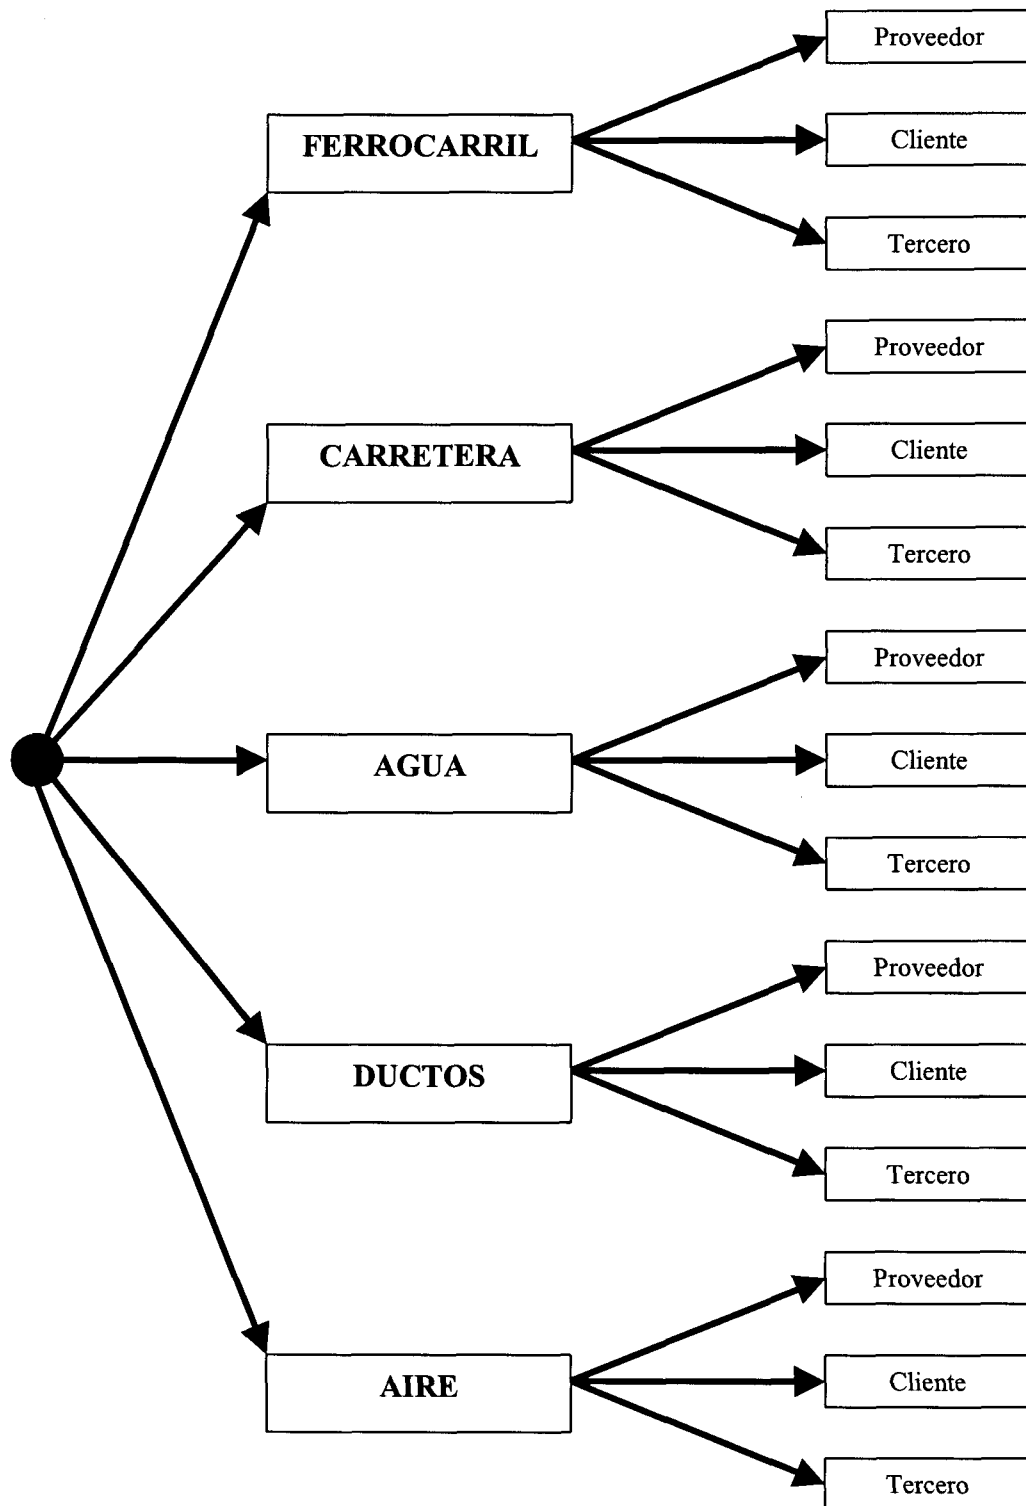 Proveedor
FERROCARRIL
Cliente
Tercero
Proveedor
CARRETERA
Cliente
Tercero
Proveedor
AGUA
Cliente
Tercero
Proveedor
DUCTOS
Cliente
Tercero
Proveedor
AIRE
Cliente
Tercero